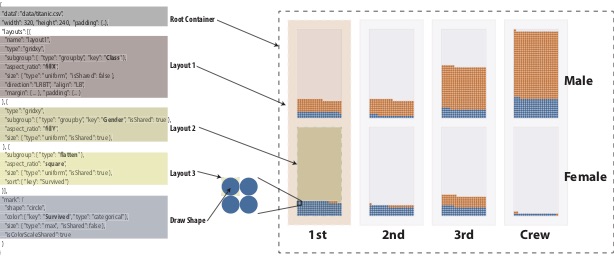 {
"data": "data/titanic.csv",
"width": 320, "height":240, "padding": {..},
"layouts":[{
"name": "layout1",
"type": "gridxy",
"subgroup": { "type": "groupby", "key": "Class"},
"aspect_ratio": "fillX",
"size": { "type": "uniform", "isShared": false },
"direction":"LRBT", "align": "LB",
"margin": {... }, "padding": {... }
},{
"type": "gridxy",
"subgroup": { "type": "groupby", "key": "Gender", "isShared": true },
"aspect_ratio": "fillY",
"size": { "type": "uniform", "isShared": true },
}, {
"subgroup": { "type": "flatten"},
"aspect_ratio": "square",
"size": { "type": "uniform", "isShared": true },
"sort": { "key": "Survived"}
}],
"mark": {
"shape": "circle",
"color": { "key": "Survived", "type": "categorical"},
"size": { "type": "max", "isShared": false},
"isColorScaleShared": true
}
Root Container
Layout 1
Layout 2
Layout 3
Draw Shape
Male
Female
1st
2nd
3rd
Crew